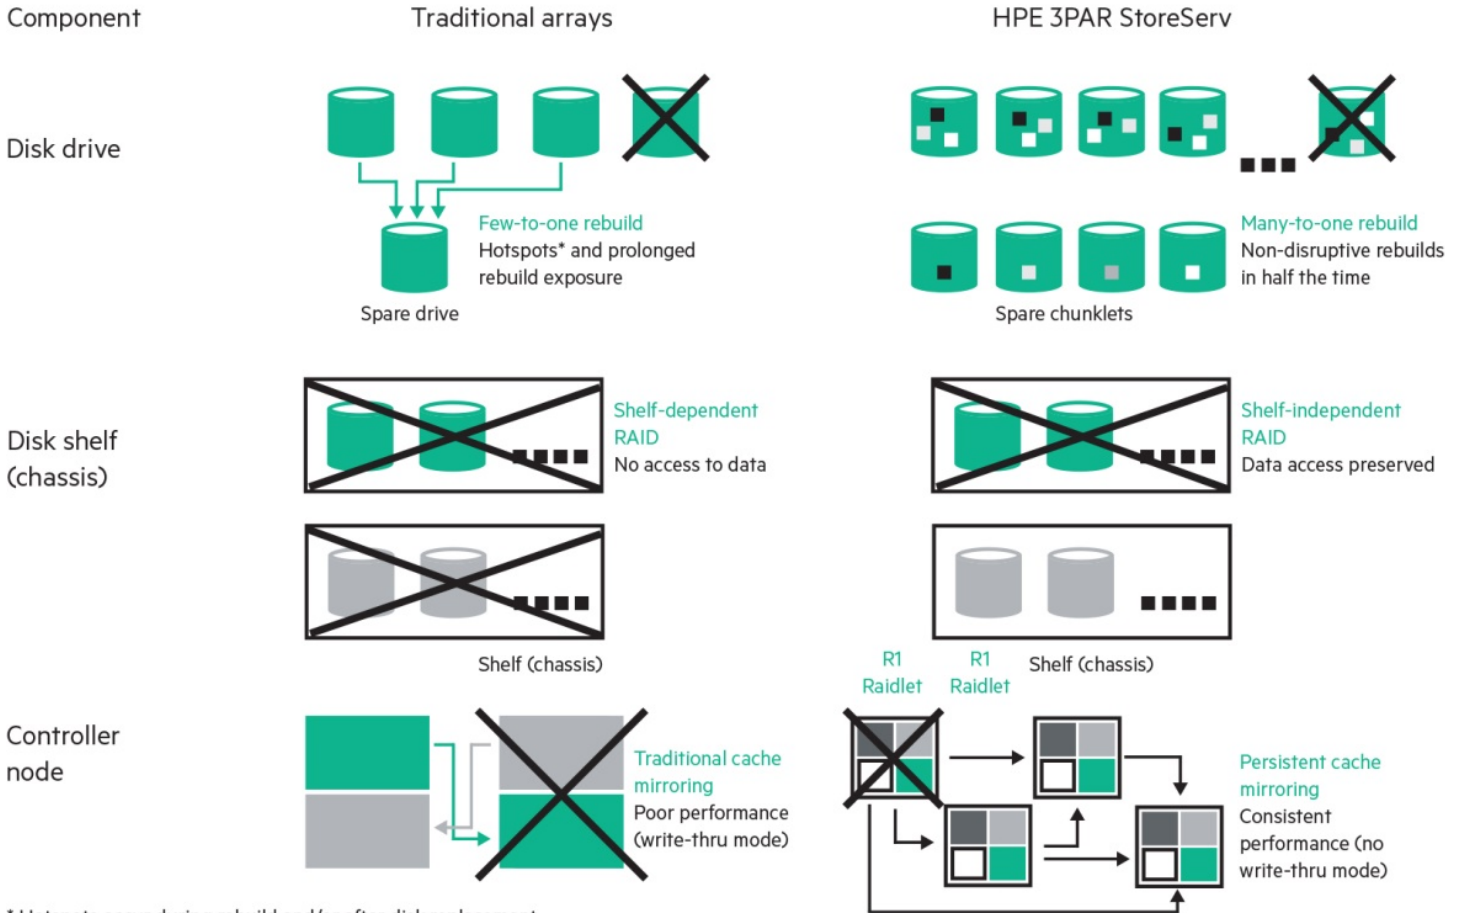 Component
Traditional arrays
HPE 3PAR StoreServ
Disk drive
Few-to-one rebuild
Hotspots* and prolonged
rebuild exposure
Spare drive
Many-to-one rebuild
Non-disruptive rebuilds
in half the time
Spare chunklets
Disk shelf
(chassis)
Shelf-dependent
RAID
No access to data
Shelf (chassis)
Shelf-independent
RAID
Data access preserved
Shelf (chassis)
Controller
node
Traditional cache
mirroring
Poor performance
(write-thru mode)
R1
Raidlet
R1
Raidlet
Persistent cache
mirroring
Consistent
performance (no
write-thru mode)